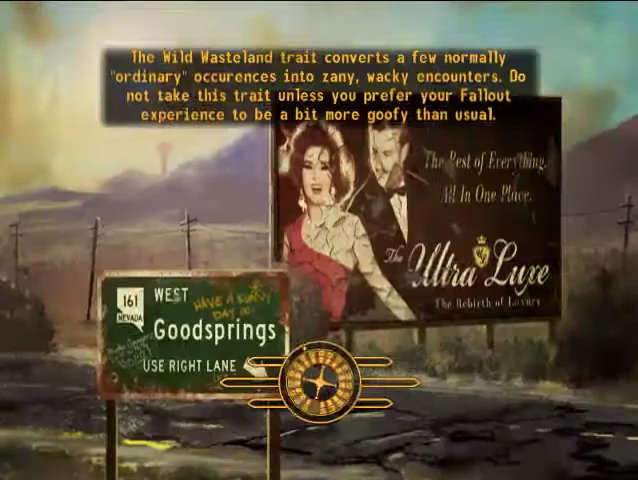 The Wild Wasteland trait converts a few normally
"ordinary" occurences into zany, wacky encounters. Do
not take this trait unless you prefer your Fallout
experience to be a bit more goofy than usual.
The Best of Everything.
All In One Place.
The Ultra Luxe
The Rebirth of Luxury
161
NEVADA
WEST
HAVE A SUNNY
DAY IN
Goodsprings
USE RIGHT LANE